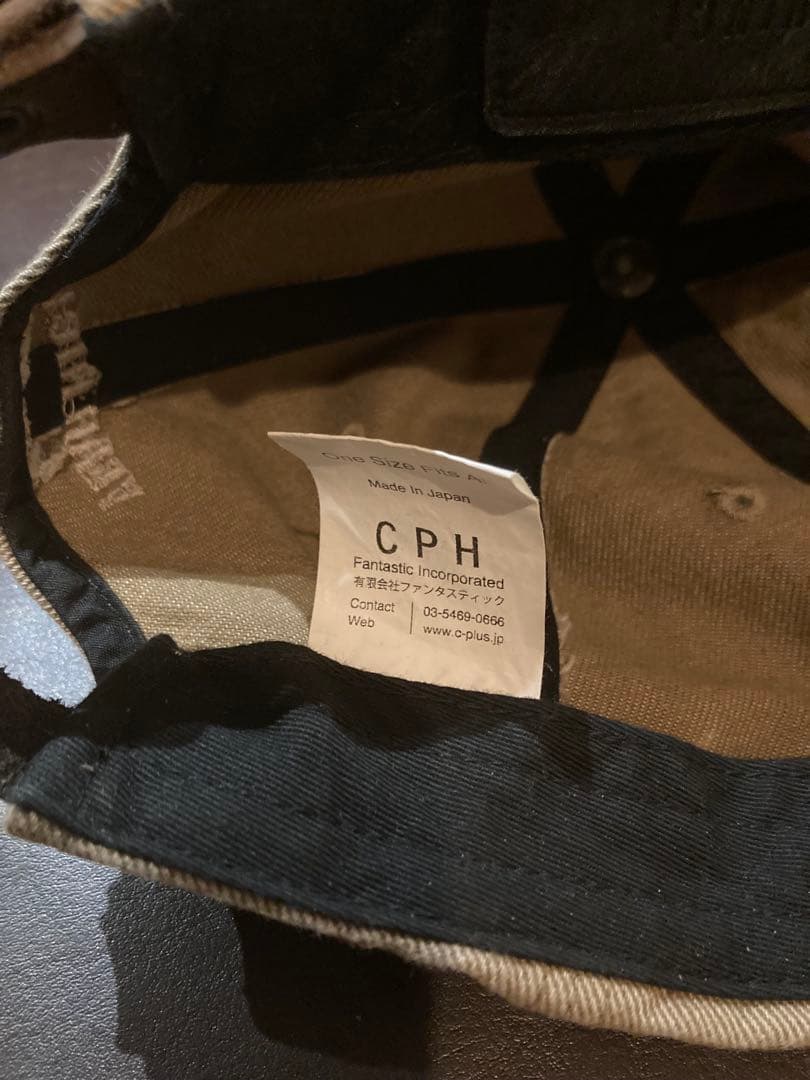 One Size Fits A
Made In Japan
CPH
Fantastic Incorporated
有限会社ファンタスティック
Contact 03-5469-0666
Web www.c-plus.jp